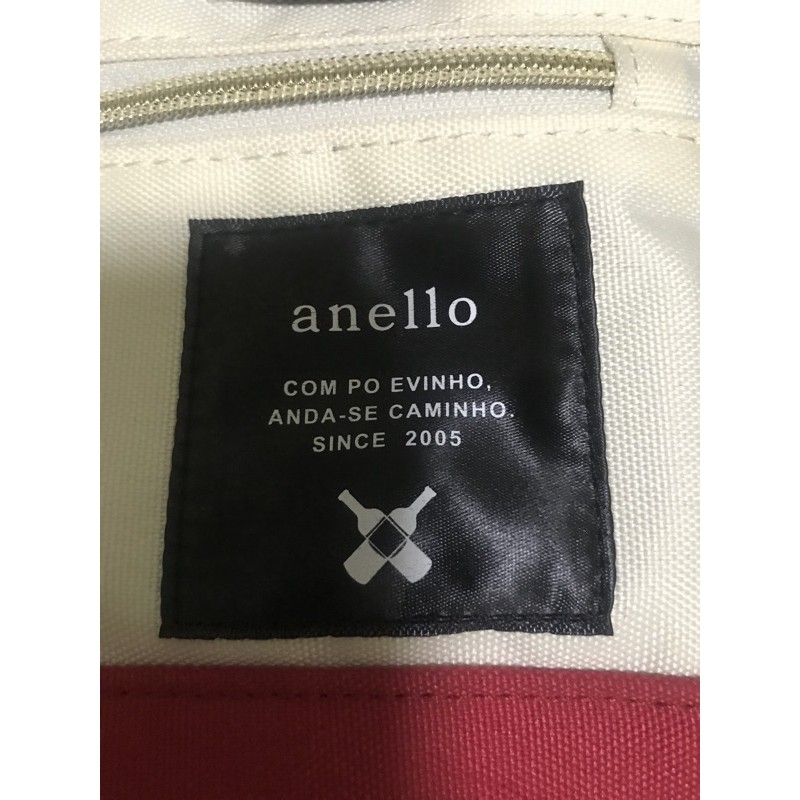 anello
COM PO EVINHO,
ANDA-SE CAMINHO.
SINCE 2005